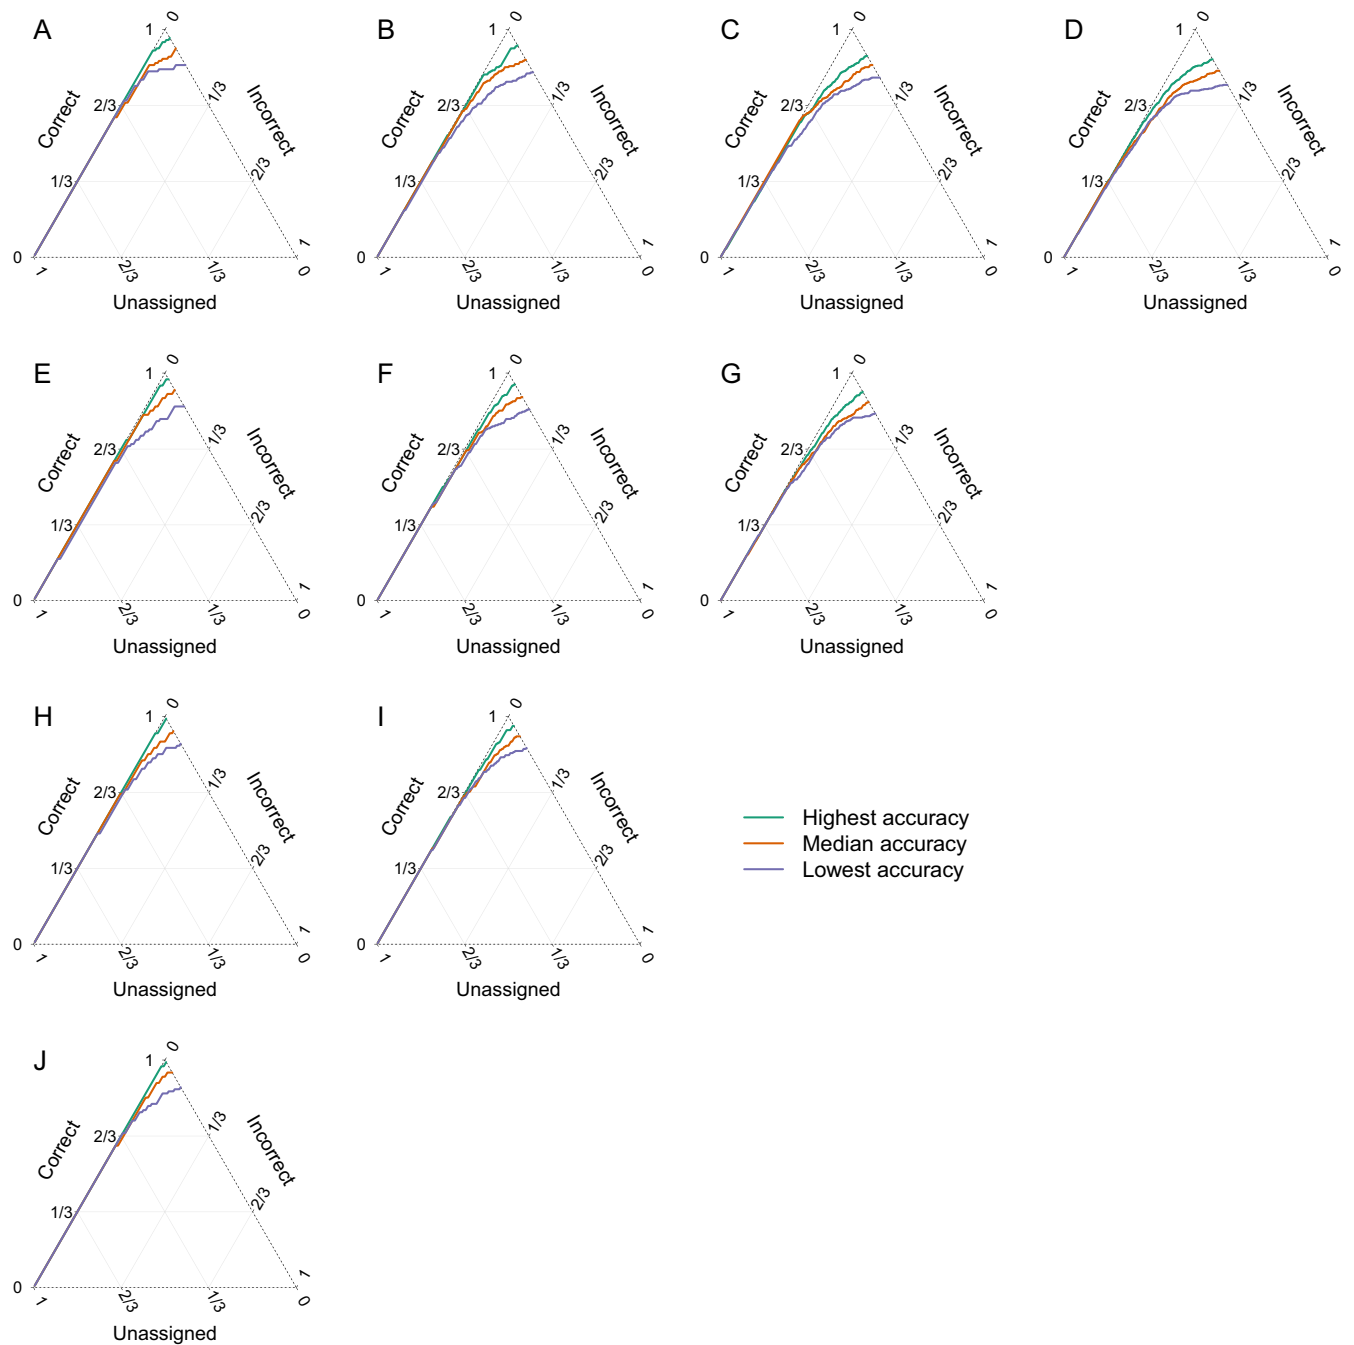 A
1
0
2/3
1/3
0
Correct
Incorrect
1/3
2/3
1
1
2/3
1/3
0
Unassigned
B
1
0
2/3
1/3
0
Correct
Incorrect
1/3
2/3
1
1
2/3
1/3
0
Unassigned
C
1
0
2/3
1/3
0
Correct
Incorrect
1/3
2/3
1
1
2/3
1/3
0
Unassigned
D
1
0
2/3
1/3
0
Correct
Incorrect
1/3
2/3
1
1
2/3
1/3
0
Unassigned
E
1
0
2/3
1/3
0
Correct
Incorrect
1/3
2/3
1
1
2/3
1/3
0
Unassigned
F
1
0
2/3
1/3
0
Correct
Incorrect
1/3
2/3
1
1
2/3
1/3
0
Unassigned
G
1
0
2/3
1/3
0
Correct
Incorrect
1/3
2/3
1
1
2/3
1/3
0
Unassigned
H
1
0
2/3
1/3
0
Correct
Incorrect
1/3
2/3
1
1
2/3
1/3
0
Unassigned
I
1
0
2/3
1/3
0
Correct
Incorrect
1/3
2/3
1
1
2/3
1/3
0
Unassigned
Highest accuracy
Median accuracy
Lowest accuracy
J
1
0
2/3
1/3
0
Correct
Incorrect
1/3
2/3
1
1
2/3
1/3
0
Unassigned